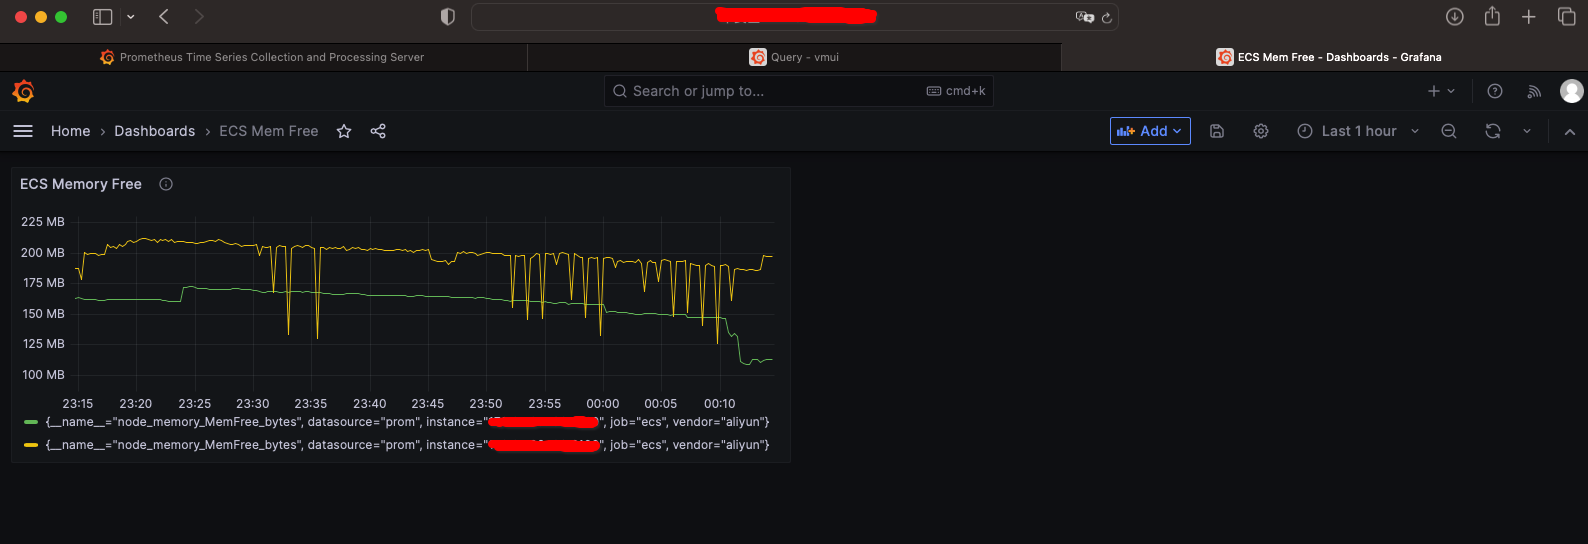 Prometheus Time Series Collection and Processing Server
Query - vmui
ECS Mem Free - Dashboards - Grafana
Search or jump to...
cmd+k
Home › Dashboards › ECS Mem Free
Add
Last 1 hour
ECS Memory Free
225 MB
200 MB
175 MB
150 MB
125 MB
100 MB
23:15 23:20 23:25 23:30 23:35 23:40 23:45 23:50 23:55 00:00 00:05 00:10
{__name__="node_memory_MemFree_bytes", datasource="prom", instance="", job="ecs", vendor="aliyun"}
{__name__="node_memory_MemFree_bytes", datasource="prom", instance="", job="ecs", vendor="aliyun"}